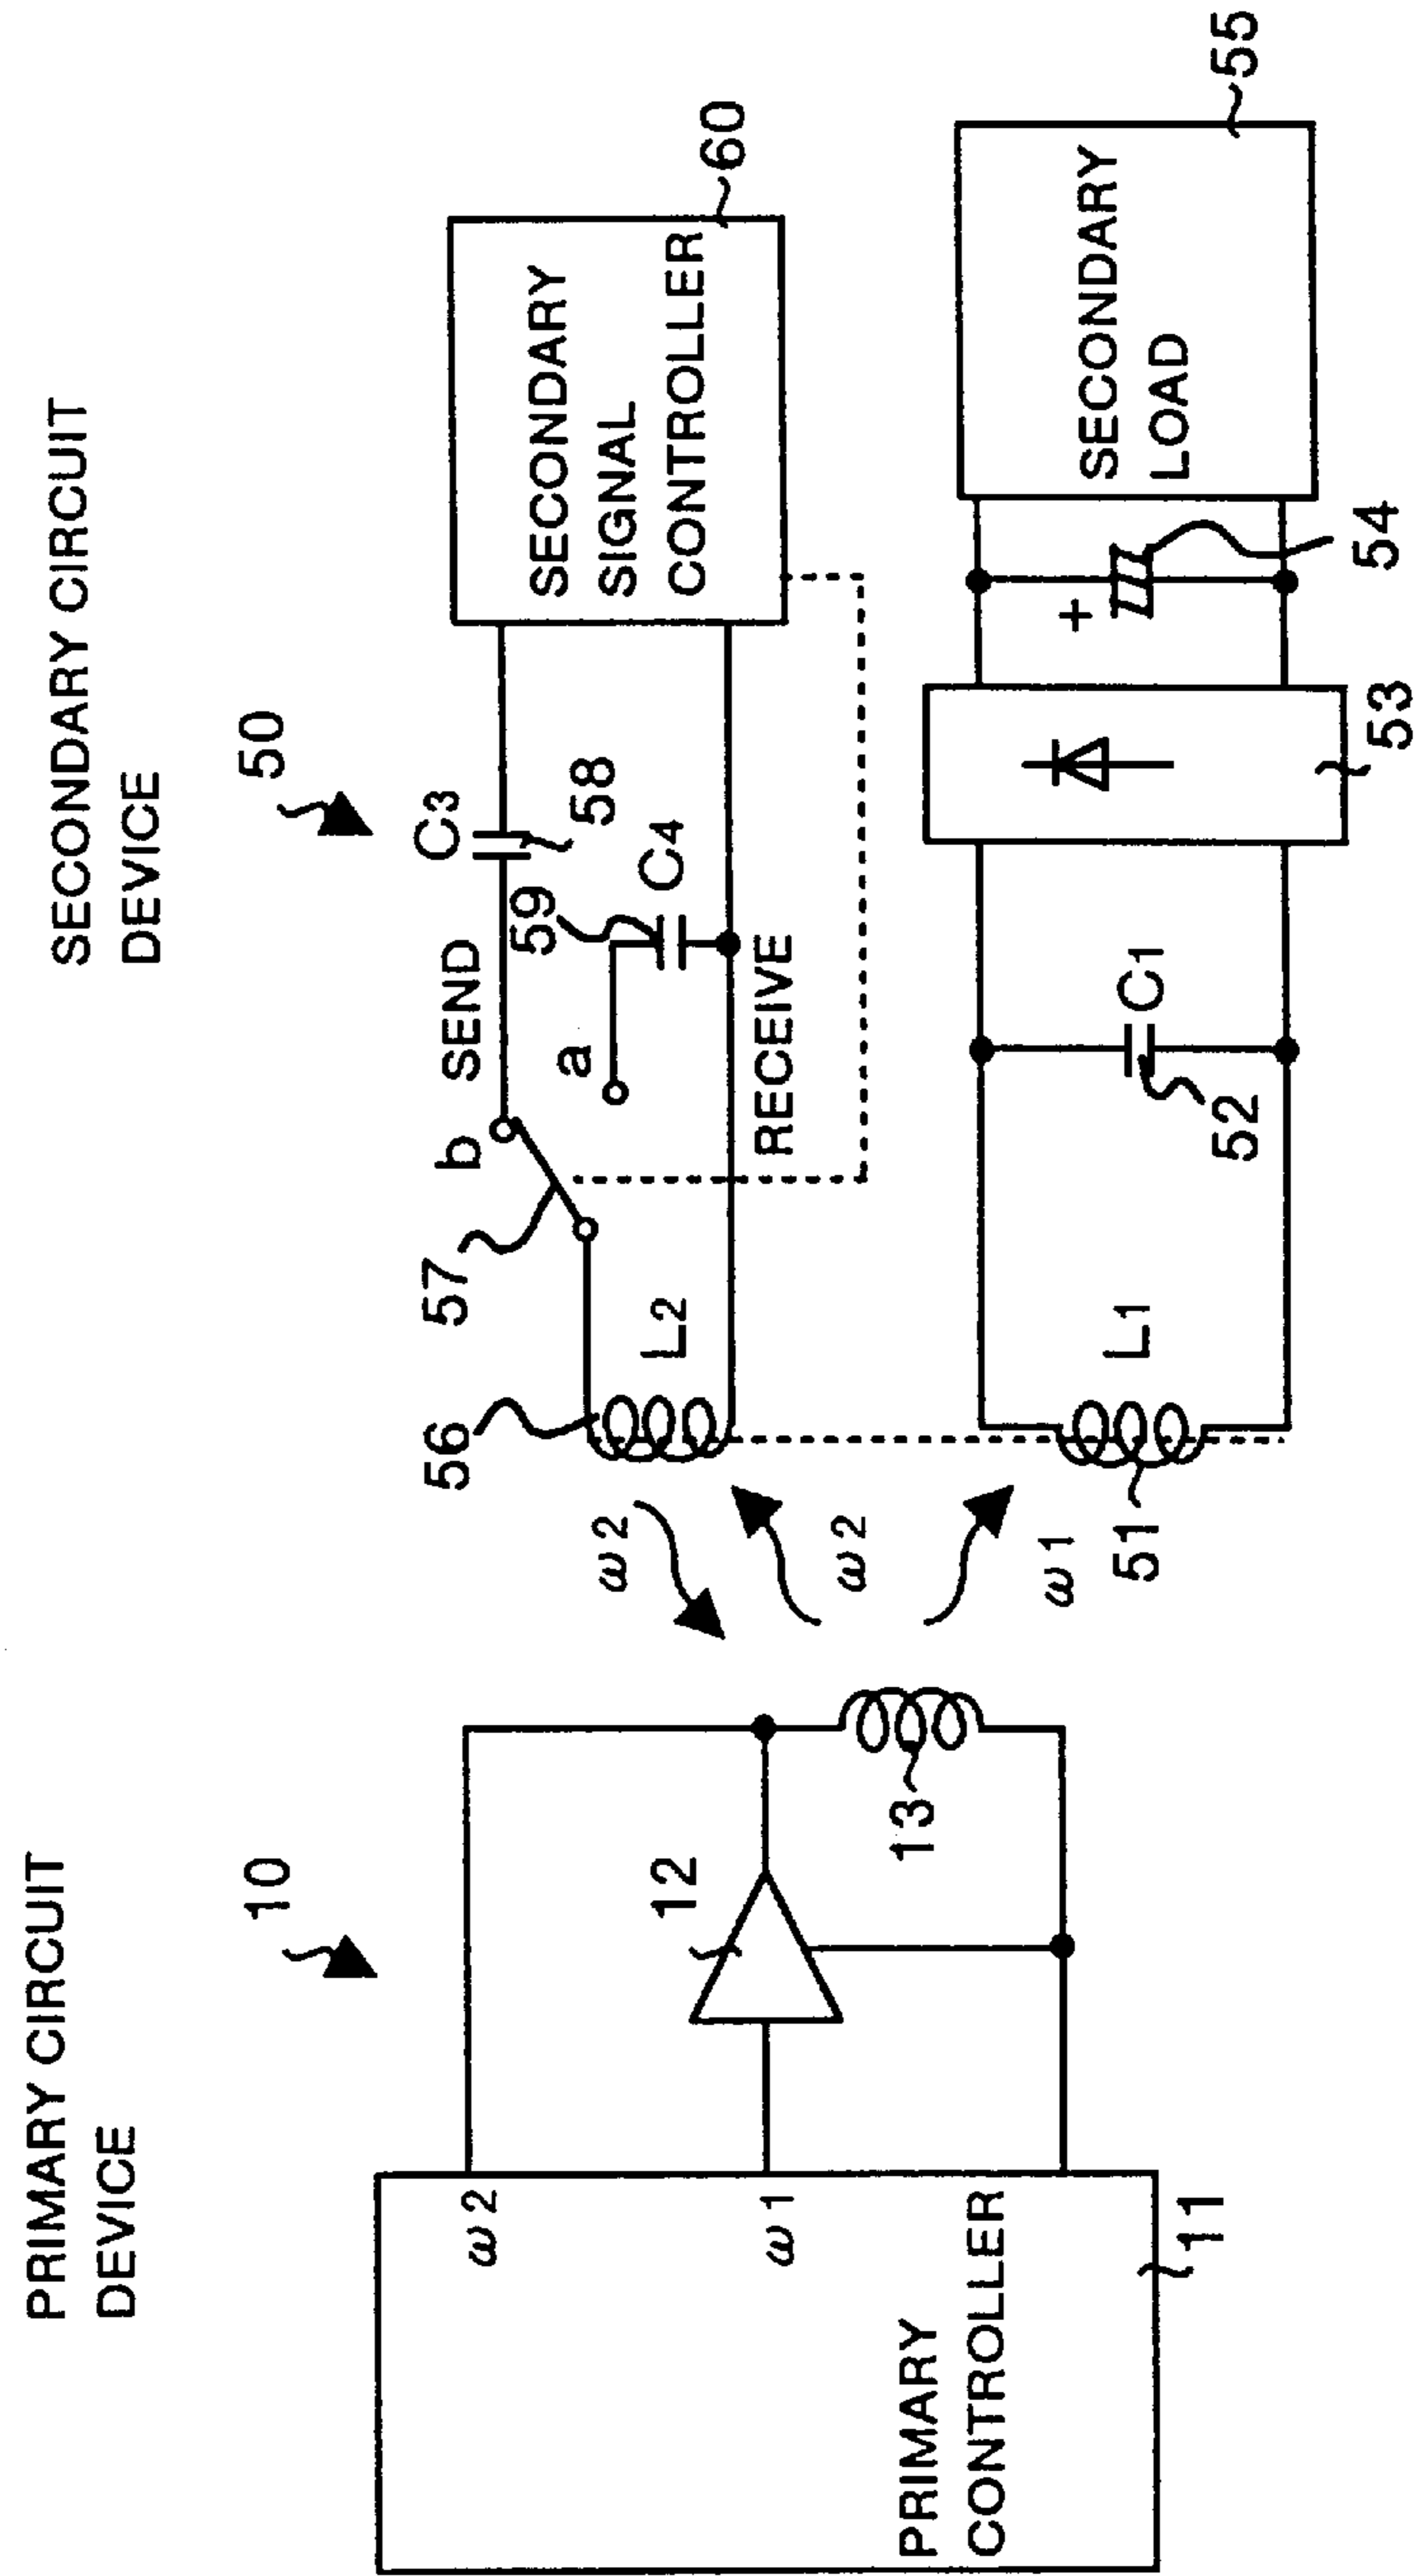 PRIMARY CIRCUIT
DEVICE
SECONDARY CIRCUIT
DEVICE
10
50
ω2
ω1
PRIMARY
CONTROLLER
11
12
13
ω2
ω2
ω1
56
L2
57
b
SEND
a
59
C3
58
C4
RECEIVE
SECONDARY
SIGNAL
CONTROLLER
60
51
L1
C1
52
53
+
54
SECONDARY
LOAD
55